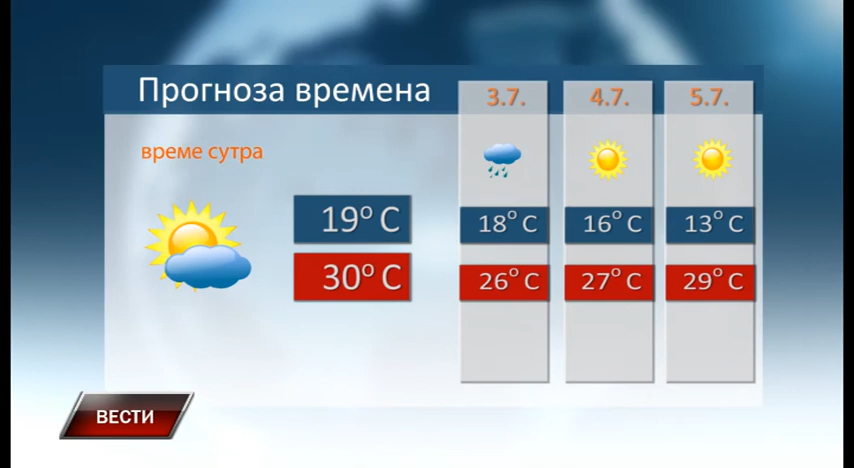 Прогноза времена
време сутра
19° C
30° C
3.7. 4.7. 5.7.
18° C 16° C 13° C
26° C 27° C 29° C
ВЕСТИ